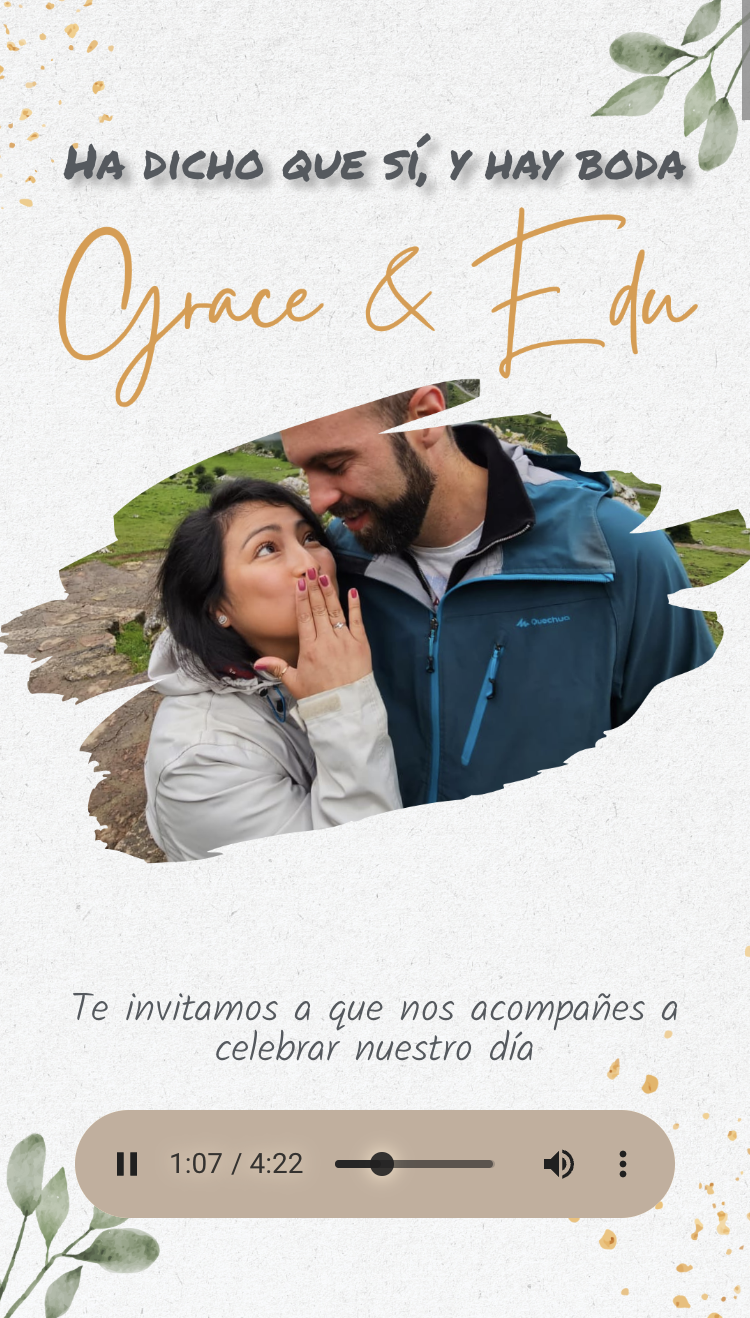 Ha dicho que sí, y hay boda
Grace & Edu
Quechua
Te invitamos a que nos acompañes a
celebrar nuestro día
1:07 / 4:22